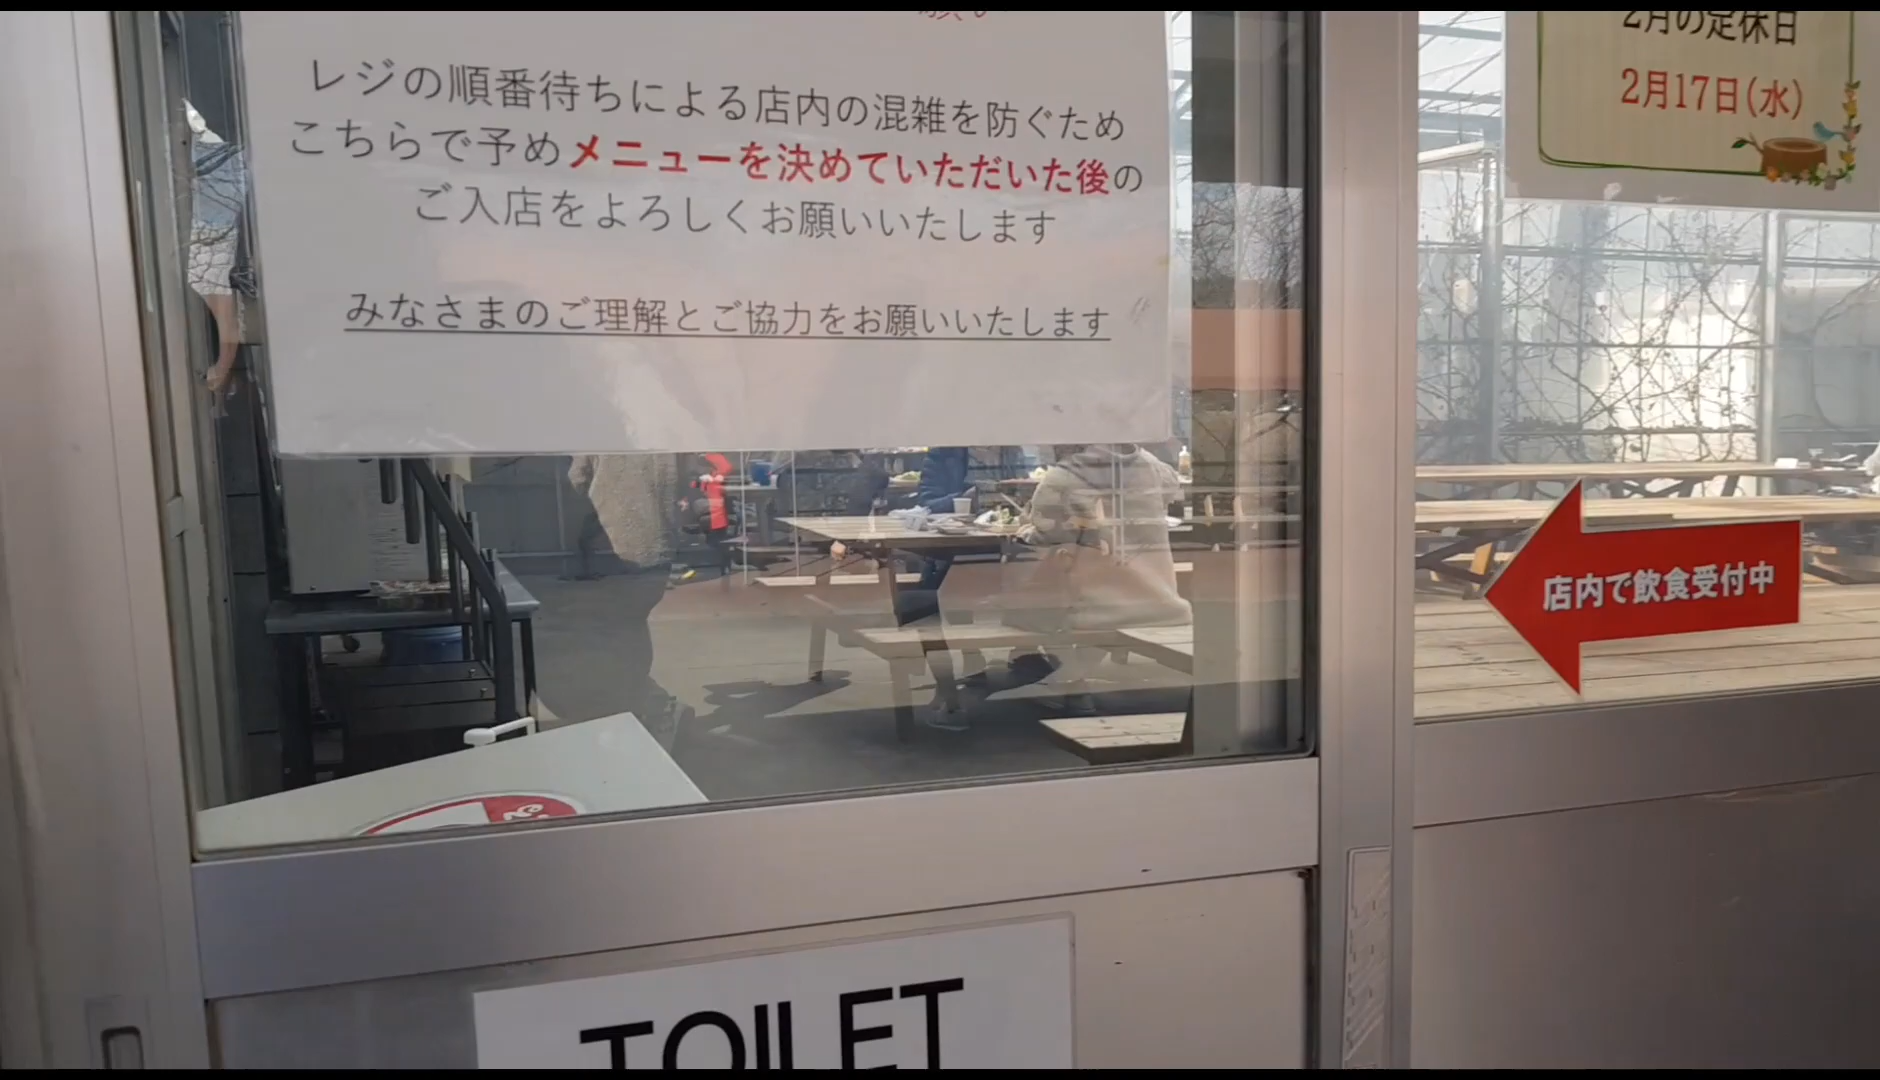 レジの順番待ちによる店内の混雑を防ぐため
こちらで予めメニューを決めていただいた後の
ご入店をよろしくお願いいたします
みなさまのご理解とご協力をお願いいたします
2月の定休日
2月17日(水)
店内で飲食受付中
TOILET